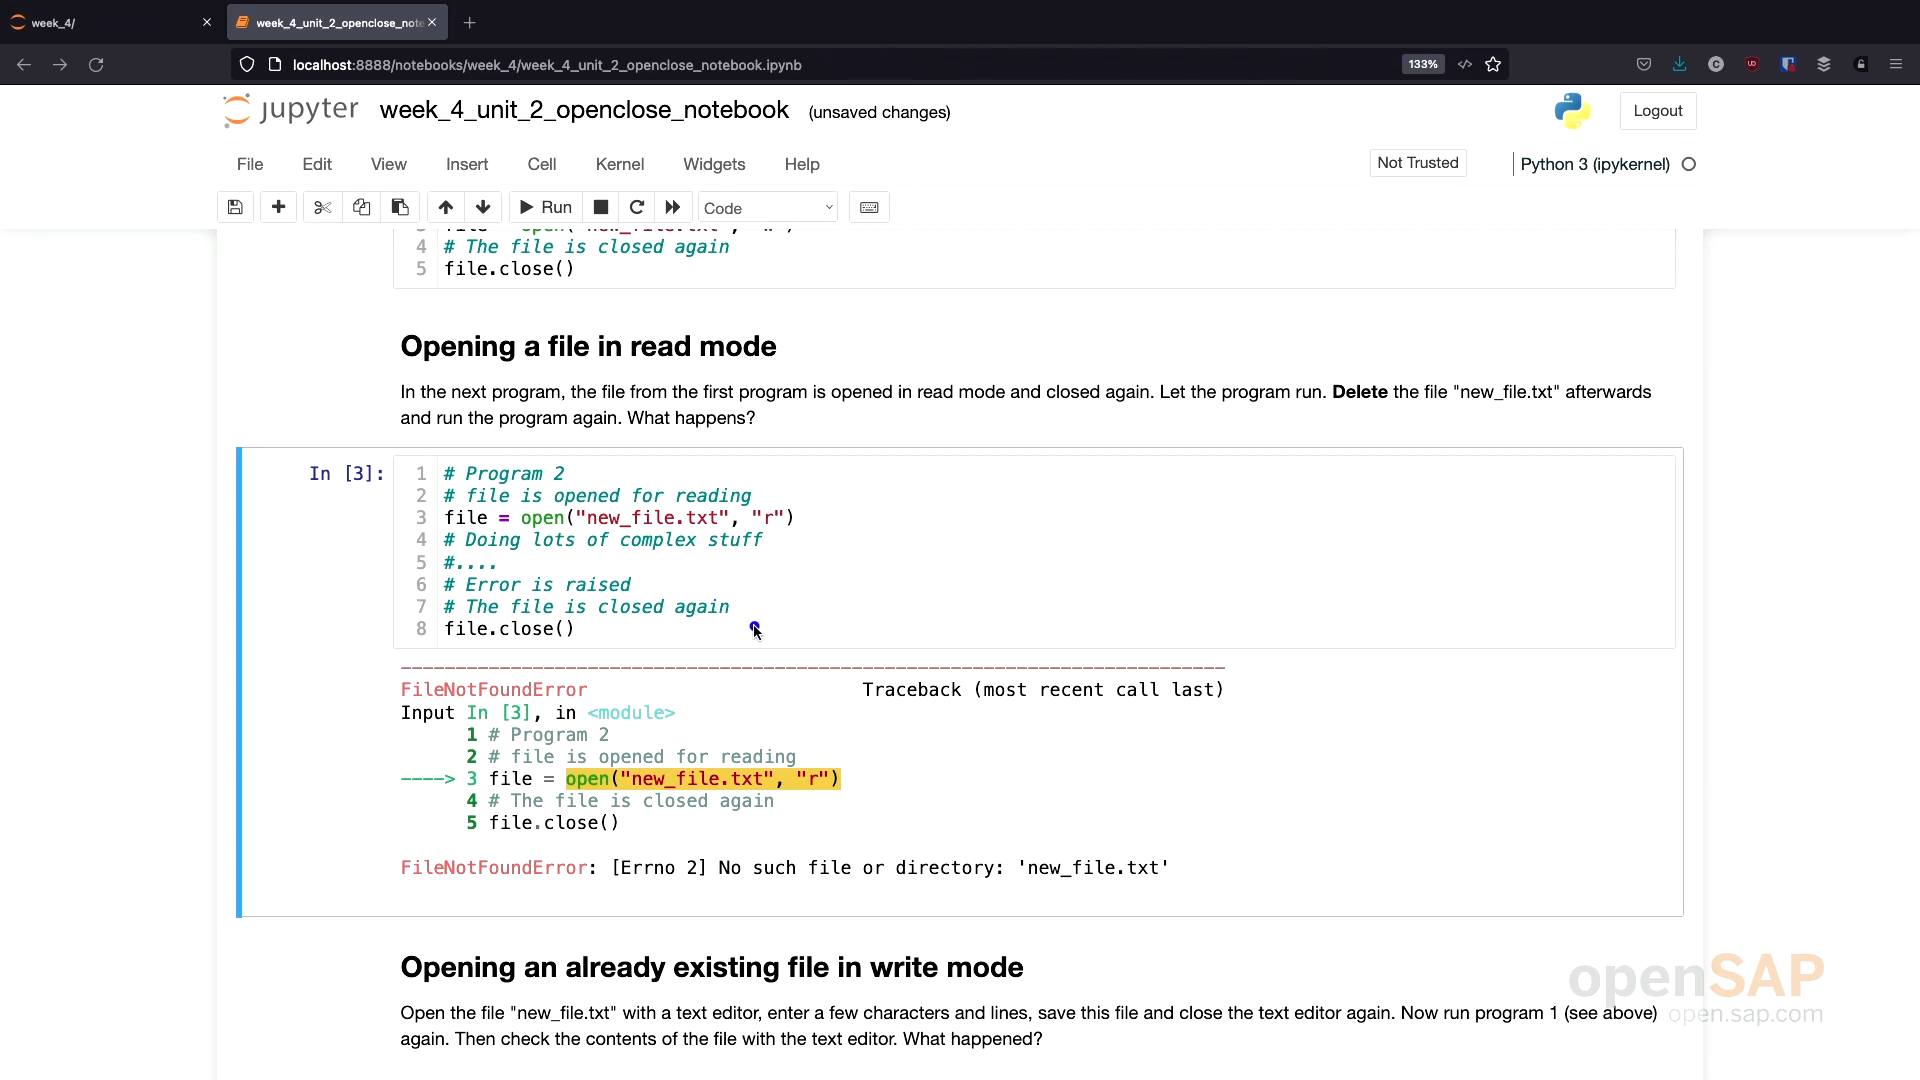 week_4/
week_4_unit_2_openclose_note
localhost:8888/notebooks/week_4/week_4_unit_2_openclose_notebook.ipynb
133%
jupyter week_4_unit_2_openclose_notebook (unsaved changes)
Logout
File Edit View Insert Cell Kernel Widgets Help
Not Trusted
Python 3 (ipykernel)
Run
Code
4 # The file is closed again
5 file.close()
Opening a file in read mode
In the next program, the file from the first program is opened in read mode and closed again. Let the program run. Delete the file "new_file.txt" afterwards
and run the program again. What happens?
In [3]:
1 # Program 2
2 # file is opened for reading
3 file = open("new_file.txt", "r")
4 # Doing lots of complex stuff
5 #....
6 # Error is raised
7 # The file is closed again
8 file.close()
---------------------------------------------------------------------------
FileNotFoundError Traceback (most recent call last)
Input In [3], in <module>
1 # Program 2
2 # file is opened for reading
----> 3 file = open("new_file.txt", "r")
4 # The file is closed again
5 file.close()
FileNotFoundError: [Errno 2] No such file or directory: 'new_file.txt'
Opening an already existing file in write mode
Open the file "new_file.txt" with a text editor, enter a few characters and lines, save this file and close the text editor again. Now run program 1 (see above)
again. Then check the contents of the file with the text editor. What happened?
openSAP
open.sap.com